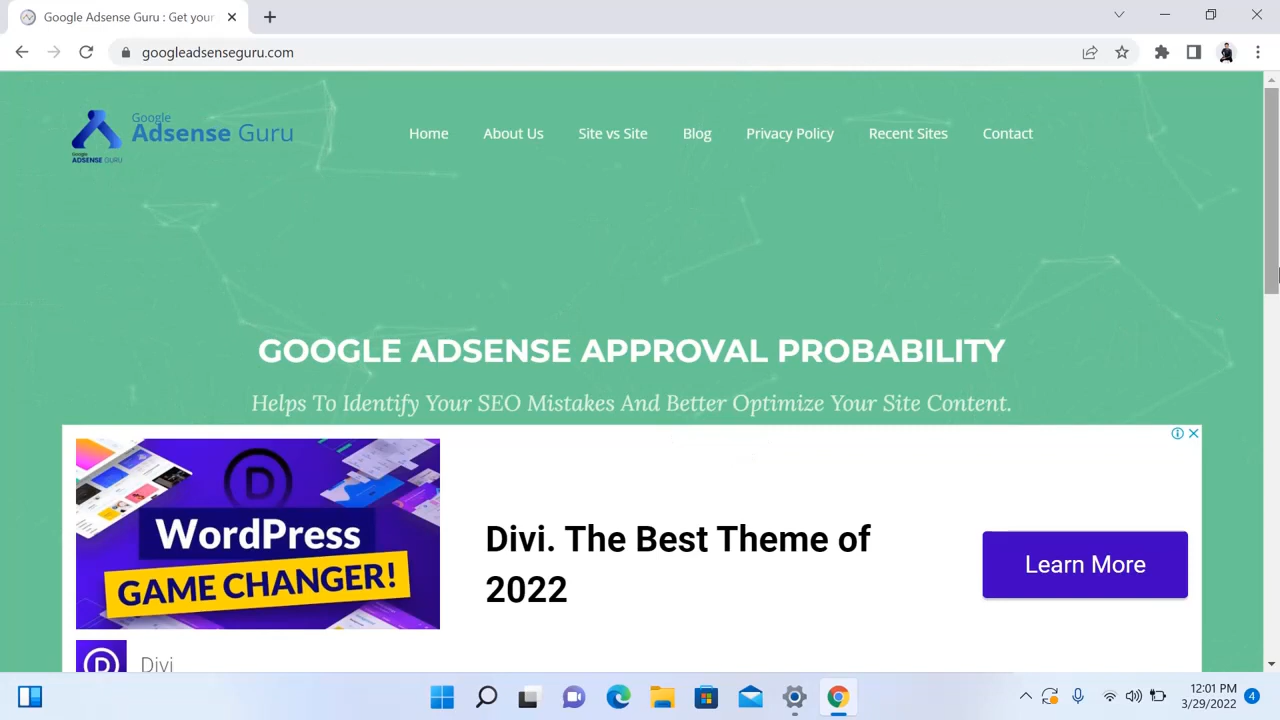 Google Adsense Guru : Get your
googleadsenseguru.com
Google
Adsense Guru
Google
ADSENSE GURU
Home About Us Site vs Site Blog Privacy Policy Recent Sites Contact
GOOGLE ADSENSE APPROVAL PROBABILITY
Helps To Identify Your SEO Mistakes And Better Optimize Your Site Content.
WordPress
GAME CHANGER!
Divi. The Best Theme of
2022
Learn More
Divi
12:01 PM
3/29/2022
4